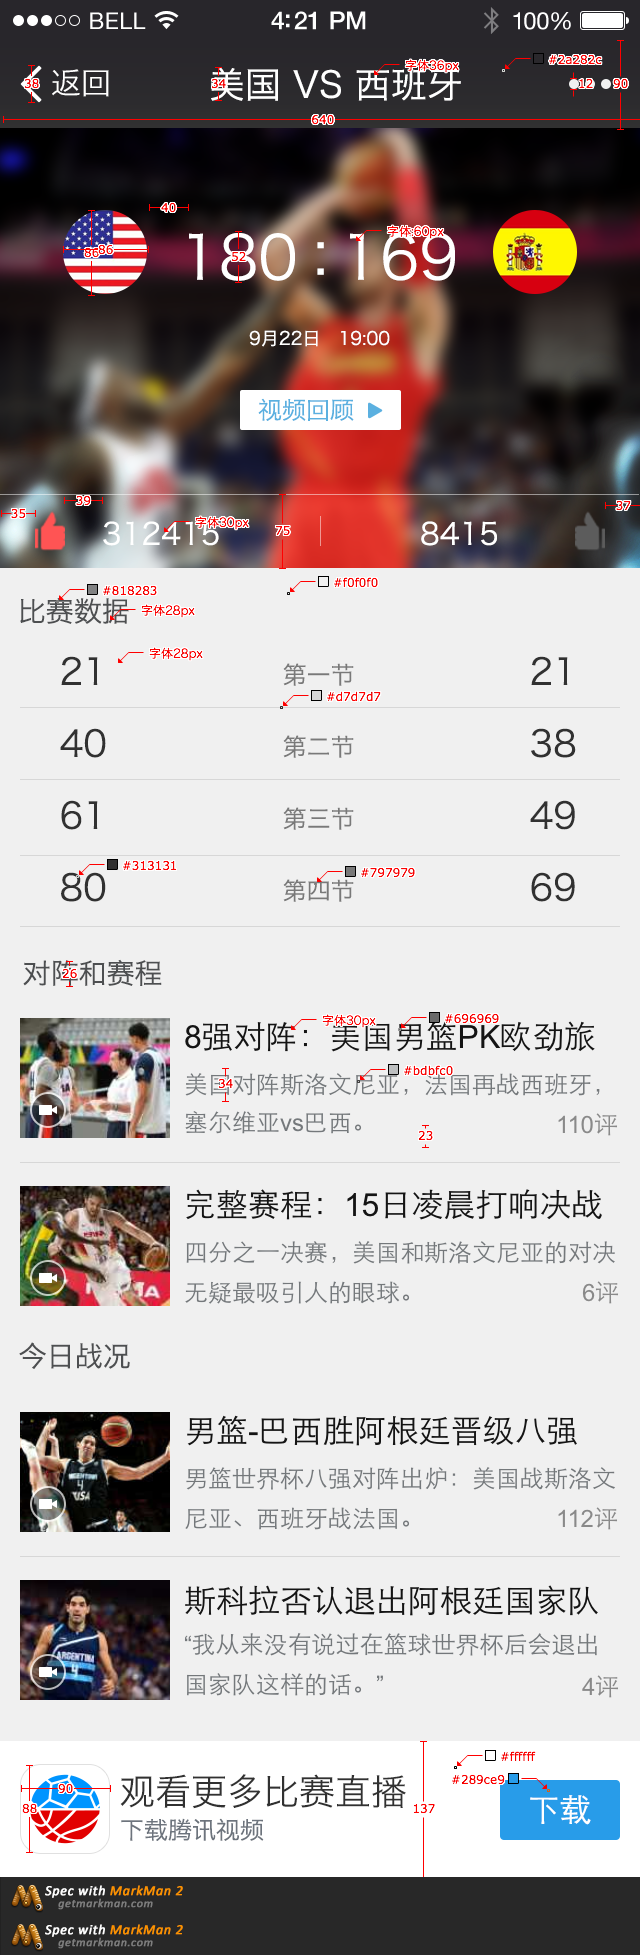 BELL 4:21 PM 100%
返回 美国 VS 西班牙
字体36px
#2a282c
38
34
12
90
640
40
86
86
180 : 169
52
字体60px
9月22日 19:00
视频回顾
39
35
37
312415 8415
字体30px
75
#818283
#f0f0f0
比赛数据
字体28px
21 第一节 21
字体28px
#d7d7d7
40 第二节 38
61 第三节 49
#313131
#797979
80 第四节 69
对阵和赛程
26
字体30px
#696969
8强对阵：美国男篮PK欧劲旅
#bdbfc0
34
美国对阵斯洛文尼亚，法国再战西班牙，
塞尔维亚vs巴西。 110评
23
完整赛程：15日凌晨打响决战
四分之一决赛，美国和斯洛文尼亚的对决
无疑最吸引人的眼球。 6评
今日战况
男篮-巴西胜阿根廷晋级八强
男篮世界杯八强对阵出炉：美国战斯洛文
尼亚、西班牙战法国。 112评
斯科拉否认退出阿根廷国家队
“我从来没有说过在篮球世界杯后会退出
国家队这样的话。” 4评
#ffffff
#289ce9
90
88
137
观看更多比赛直播
下载腾讯视频
下载
Spec with MarkMan 2
getmarkman.com
Spec with MarkMan 2
getmarkman.com